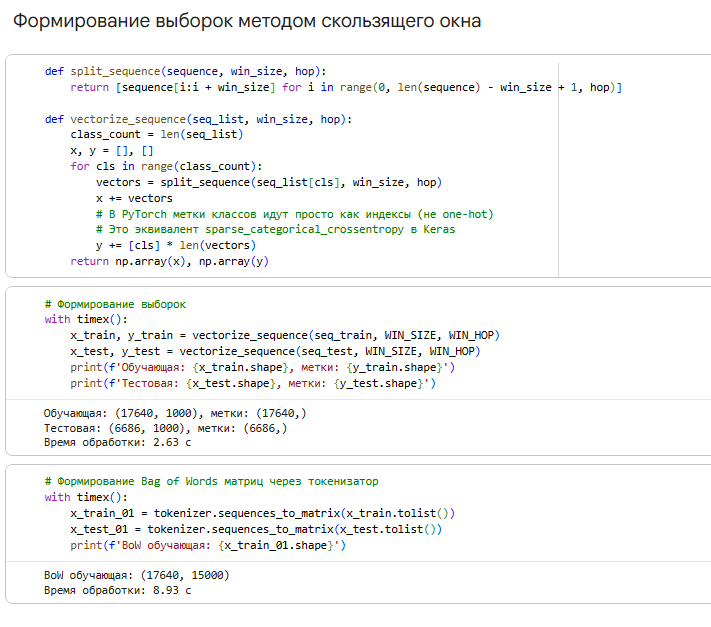 Формирование выборок методом скользящего окна
def split_sequence(sequence, win_size, hop):
    return [sequence[i:i + win_size] for i in range(0, len(sequence) - win_size + 1, hop)]
def vectorize_sequence(seq_list, win_size, hop):
    class_count = len(seq_list)
    x, y = [], []
    for cls in range(class_count):
        vectors = split_sequence(seq_list[cls], win_size, hop)
        x += vectors
        # В PyTorch метки классов идут просто как индексы (не one-hot)
        # Это эквивалент sparse_categorical_crossentropy в Keras
        y += [cls] * len(vectors)
    return np.array(x), np.array(y)
# Формирование выборок
with timex():
    x_train, y_train = vectorize_sequence(seq_train, WIN_SIZE, WIN_HOP)
    x_test, y_test = vectorize_sequence(seq_test, WIN_SIZE, WIN_HOP)
    print(f'Обучающая: {x_train.shape}, метки: {y_train.shape}')
    print(f'Тестовая: {x_test.shape}, метки: {y_test.shape}')
Обучающая: (17640, 1000), метки: (17640,)
Тестовая: (6686, 1000), метки: (6686,)
Время обработки: 2.63 с
# Формирование Bag of Words матриц через токенизатор
with timex():
    x_train_01 = tokenizer.sequences_to_matrix(x_train.tolist())
    x_test_01 = tokenizer.sequences_to_matrix(x_test.tolist())
    print(f'BoW обучающая: {x_train_01.shape}')
BoW обучающая: (17640, 15000)
Время обработки: 8.93 с